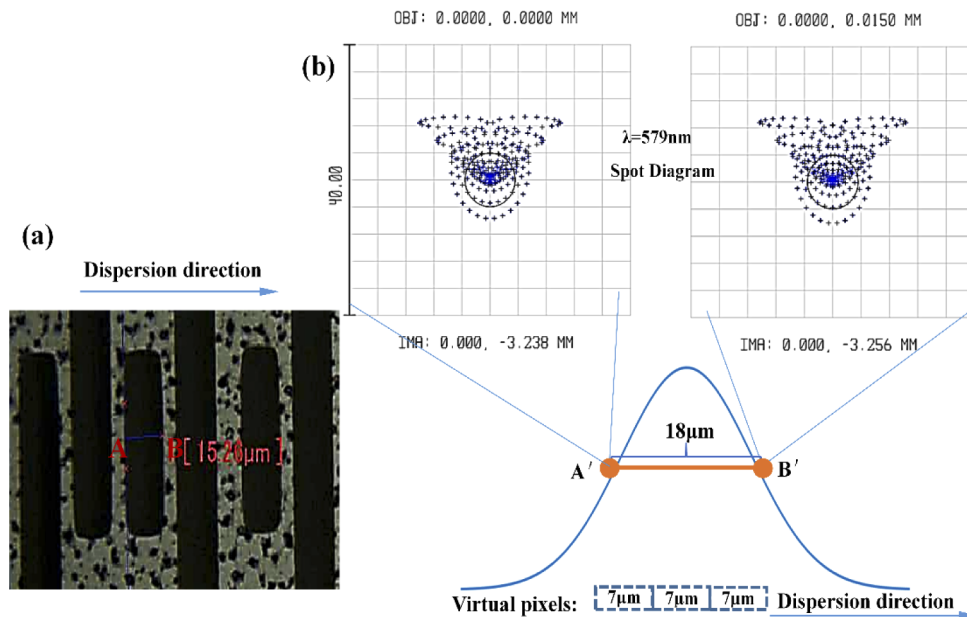 OBJ: 0.0000, 0.0000 MM
OBJ: 0.0000, 0.0150 MM
(b)
40.00
λ=579nm
Spot Diagram
IMA: 0.000, -3.238 MM
IMA: 0.000, -3.256 MM
(a)
Dispersion direction
A
B
[ 15.26μm]
18μm
A′
B′
Virtual pixels:
7μm
7μm
7μm
Dispersion direction